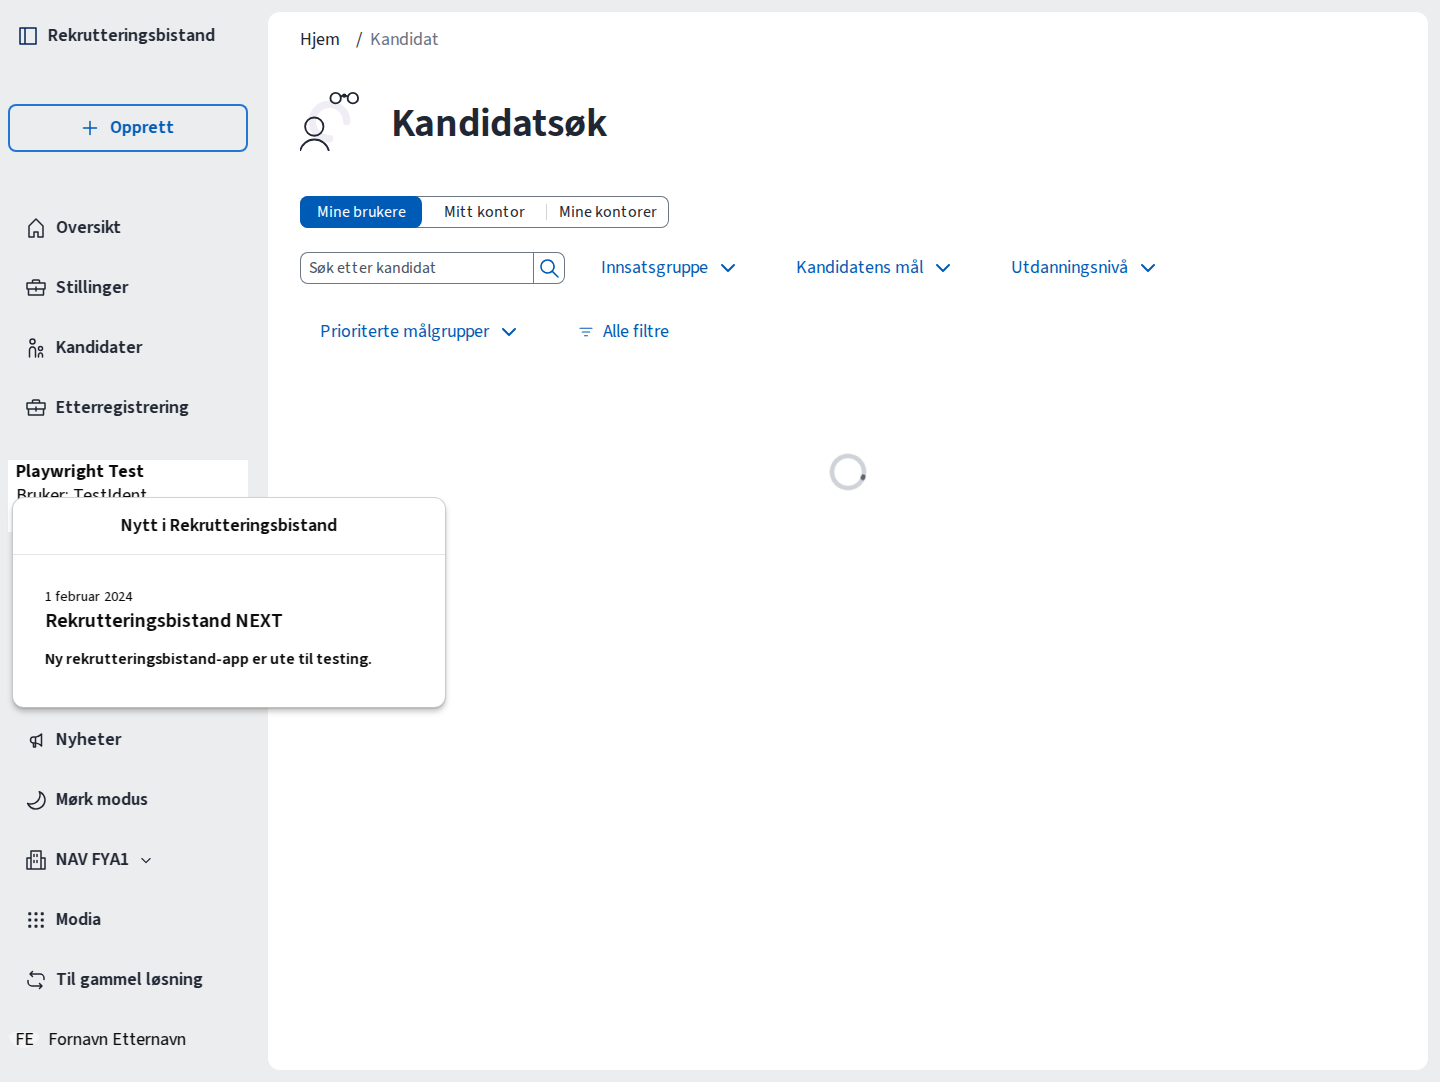 Rekrutteringsbistand
Opprett
Oversikt
Stillinger
Kandidater
Etterregistrering
Playwright Test
Bruker: TestIdent
Nytt i Rekrutteringsbistand
1 februar 2024
Rekrutteringsbistand NEXT
Ny rekrutteringsbistand-app er ute til testing.
Nyheter
Mørk modus
NAV FYA1
Modia
Til gammel løsning
FE Fornavn Etternavn
Hjem / Kandidat
Kandidatsøk
Mine brukere Mitt kontor Mine kontorer
Søk etter kandidat Innsatsgruppe Kandidatens mål Utdanningsnivå
Prioriterte målgrupper Alle filtre